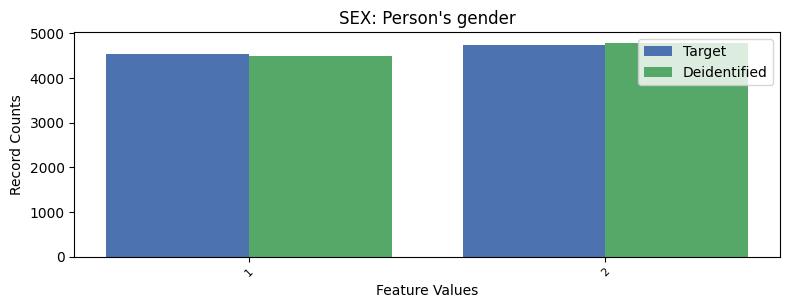 SEX: Person's gender
Target
Deidentified
Record Counts
5000
4000
3000
2000
1000
0
1
2
Feature Values